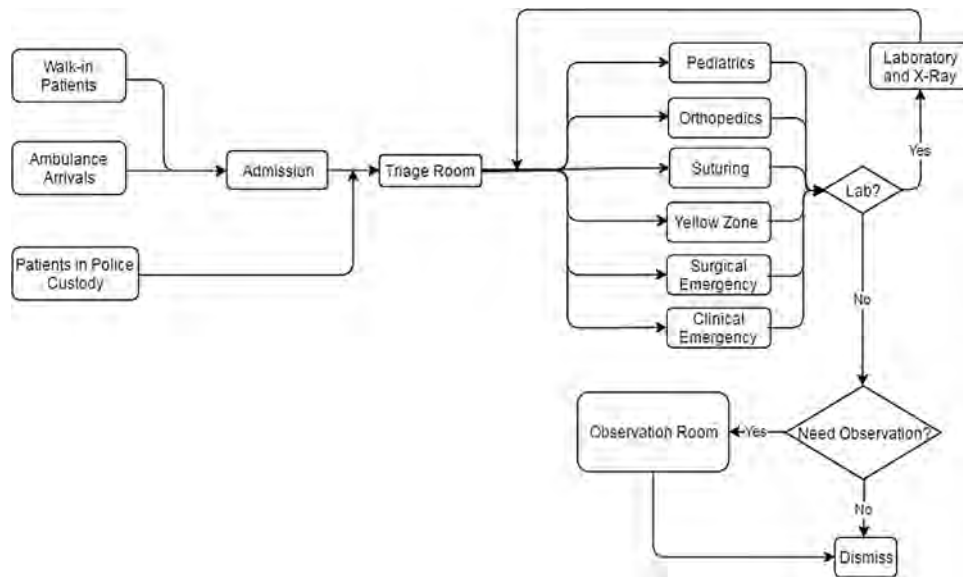 Walk-in
Patients
Ambulance
Arrivals
Patients in Police
Custody
Admission
Triage Room
Pediatrics
Orthopedics
Suturing
Yellow Zone
Surgical
Emergency
Clinical
Emergency
Laboratory
and X-Ray
Yes
Lab?
No
Need Observation?
Yes
Observation Room
No
Dismiss